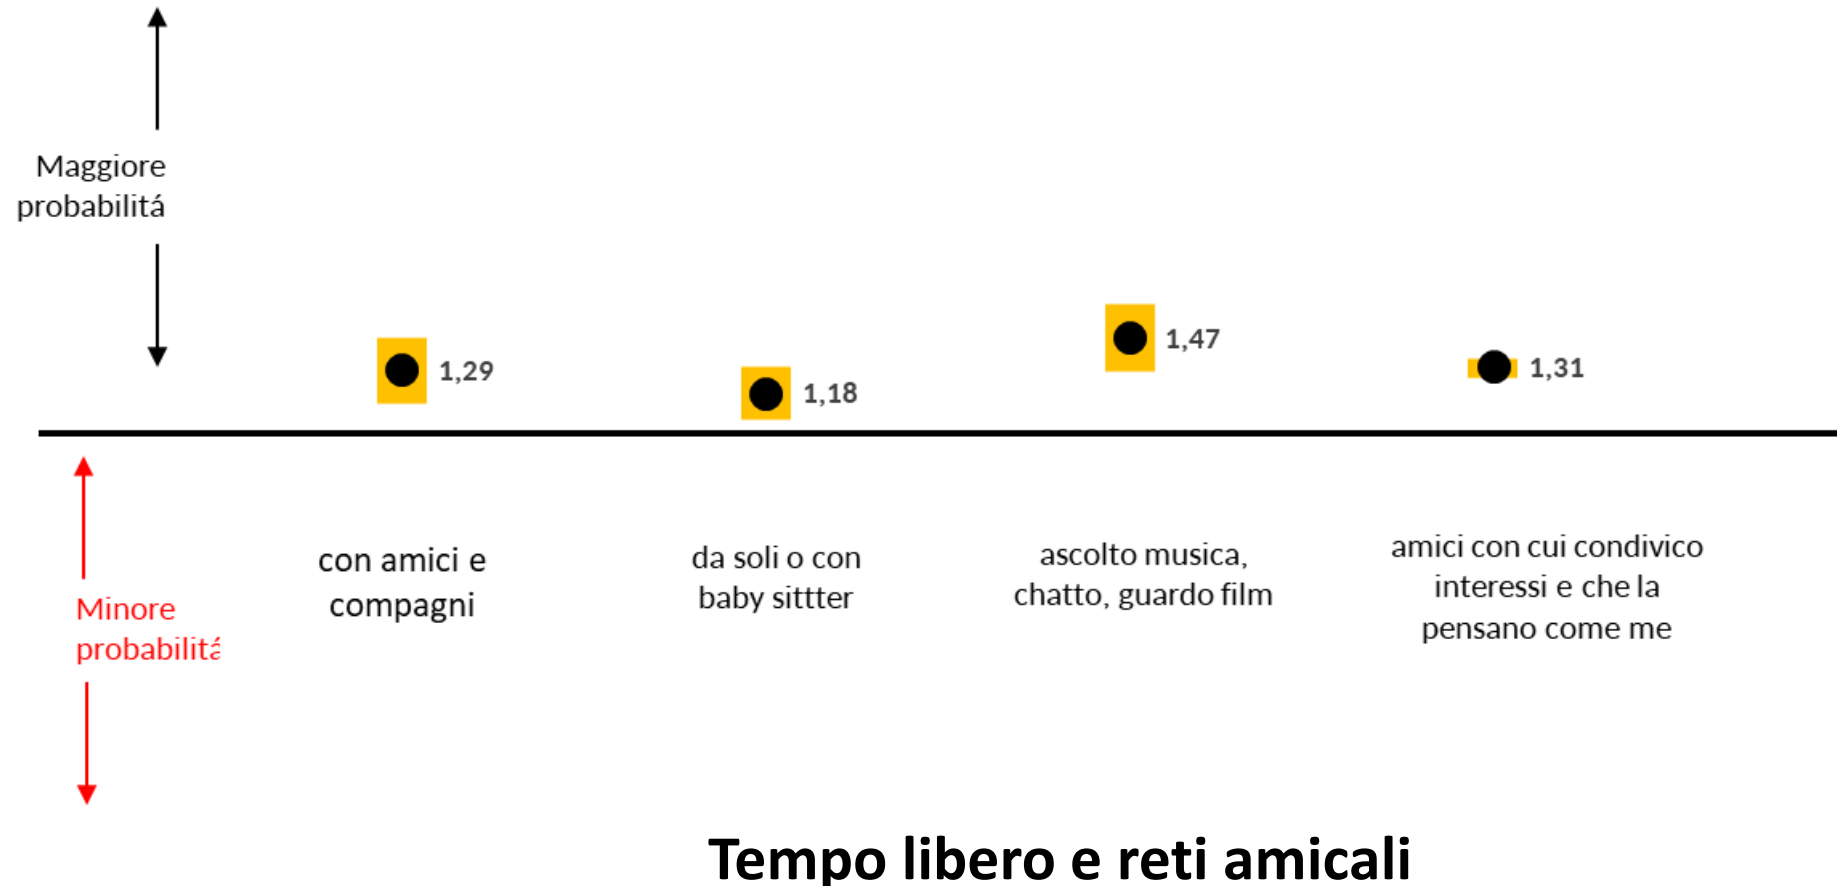 Maggiore
probabilitá
1,29
1,18
1,47
1,31
con amici e
compagni
da soli o con
baby sittter
ascolto musica,
chatto, guardo film
amici con cui condivico
interessi e che la
pensano come me
Minore
probabilitá
Tempo libero e reti amicali